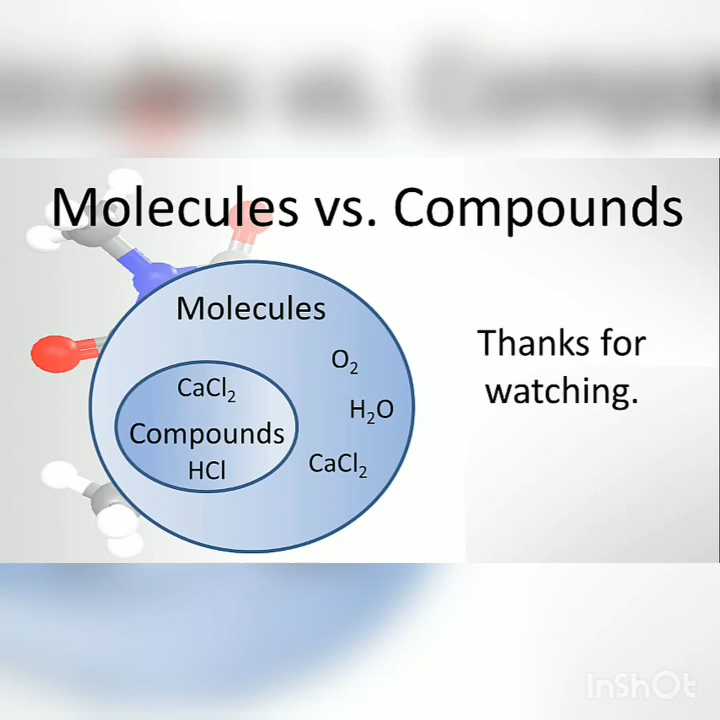 Molecules vs. Compounds
Molecules
O₂
CaCl₂
H₂O
Compounds
CaCl₂
HCl
Thanks for
watching.
InShOt